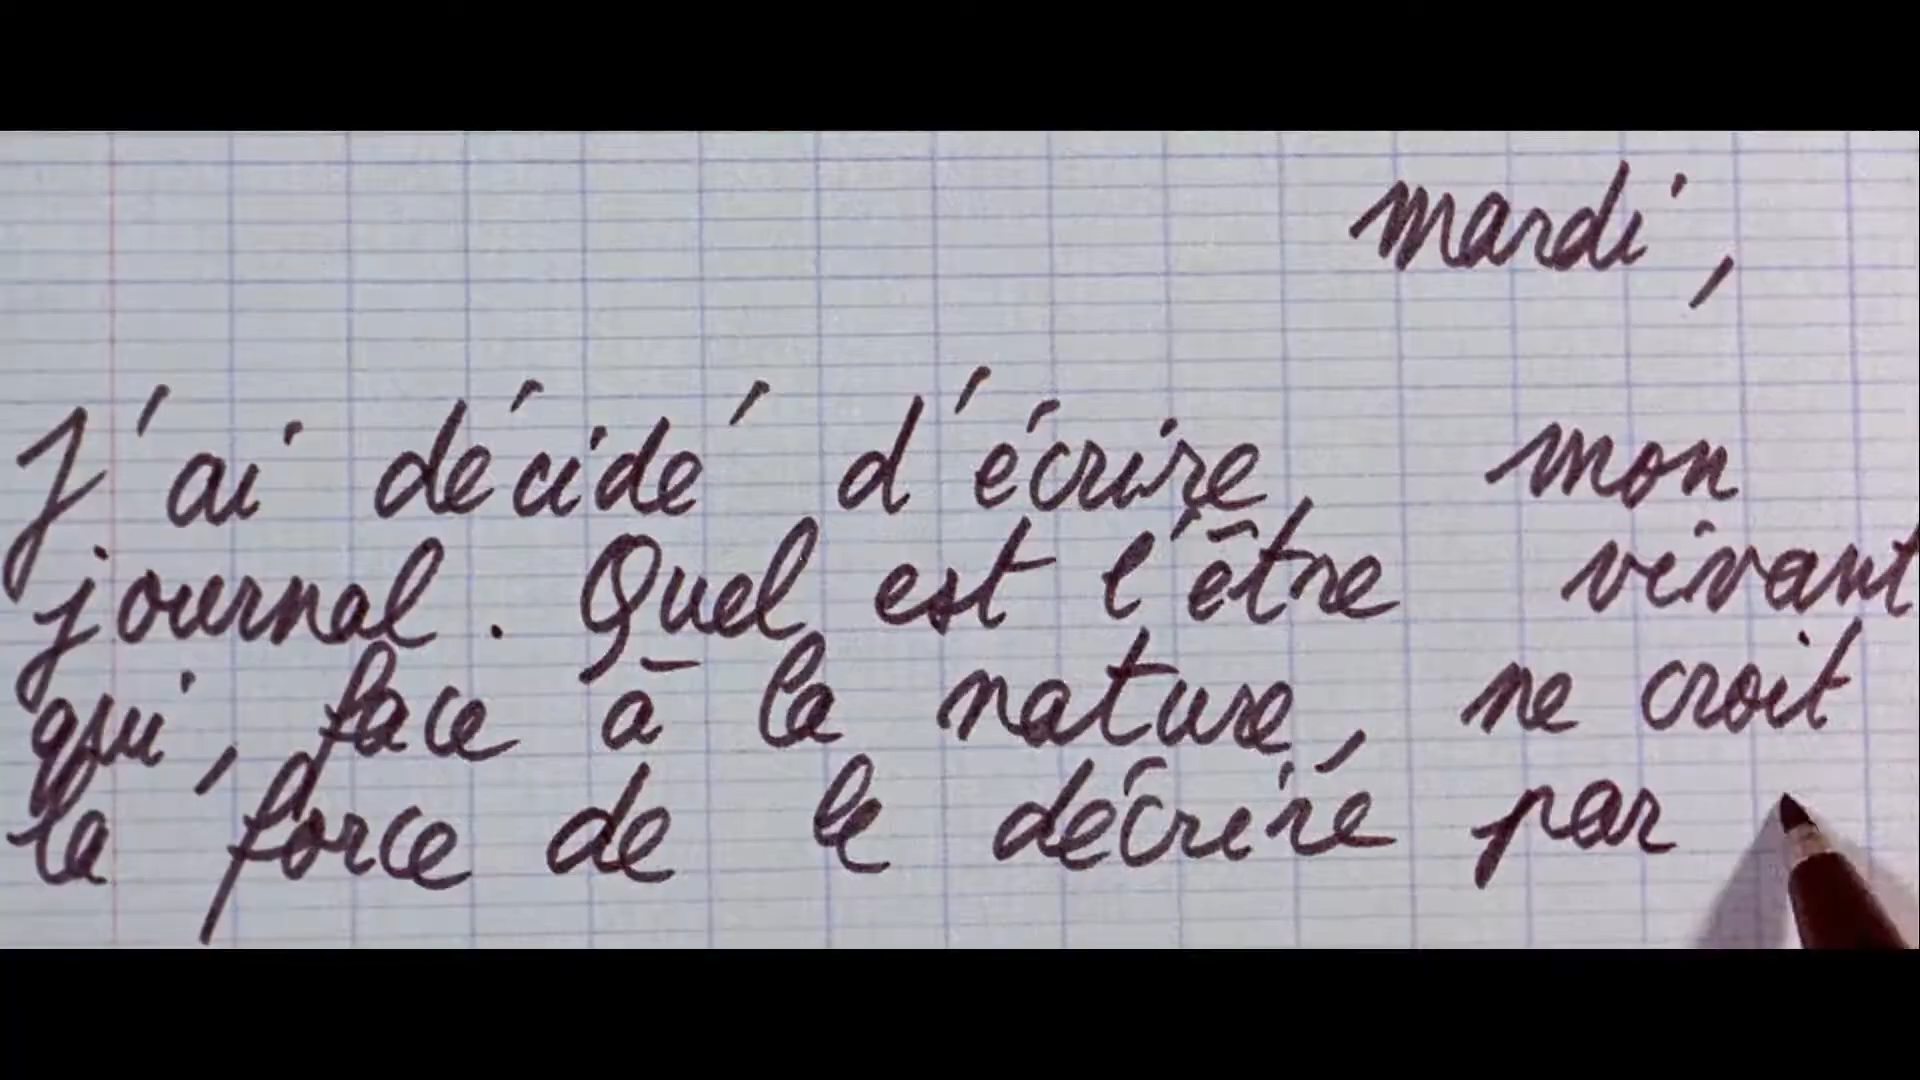 mardi,
J'ai décidé d'écrire mon
journal. Quel est l'être vivant
qui, face à la nature, ne croit
la force de le décrire par